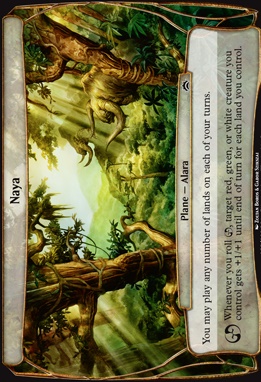 Naya
Plane — Alara
You may play any number of lands on each of your turns.
Whenever you roll , target red, green, or white creature you
control gets +1/+1 until end of turn for each land you control.